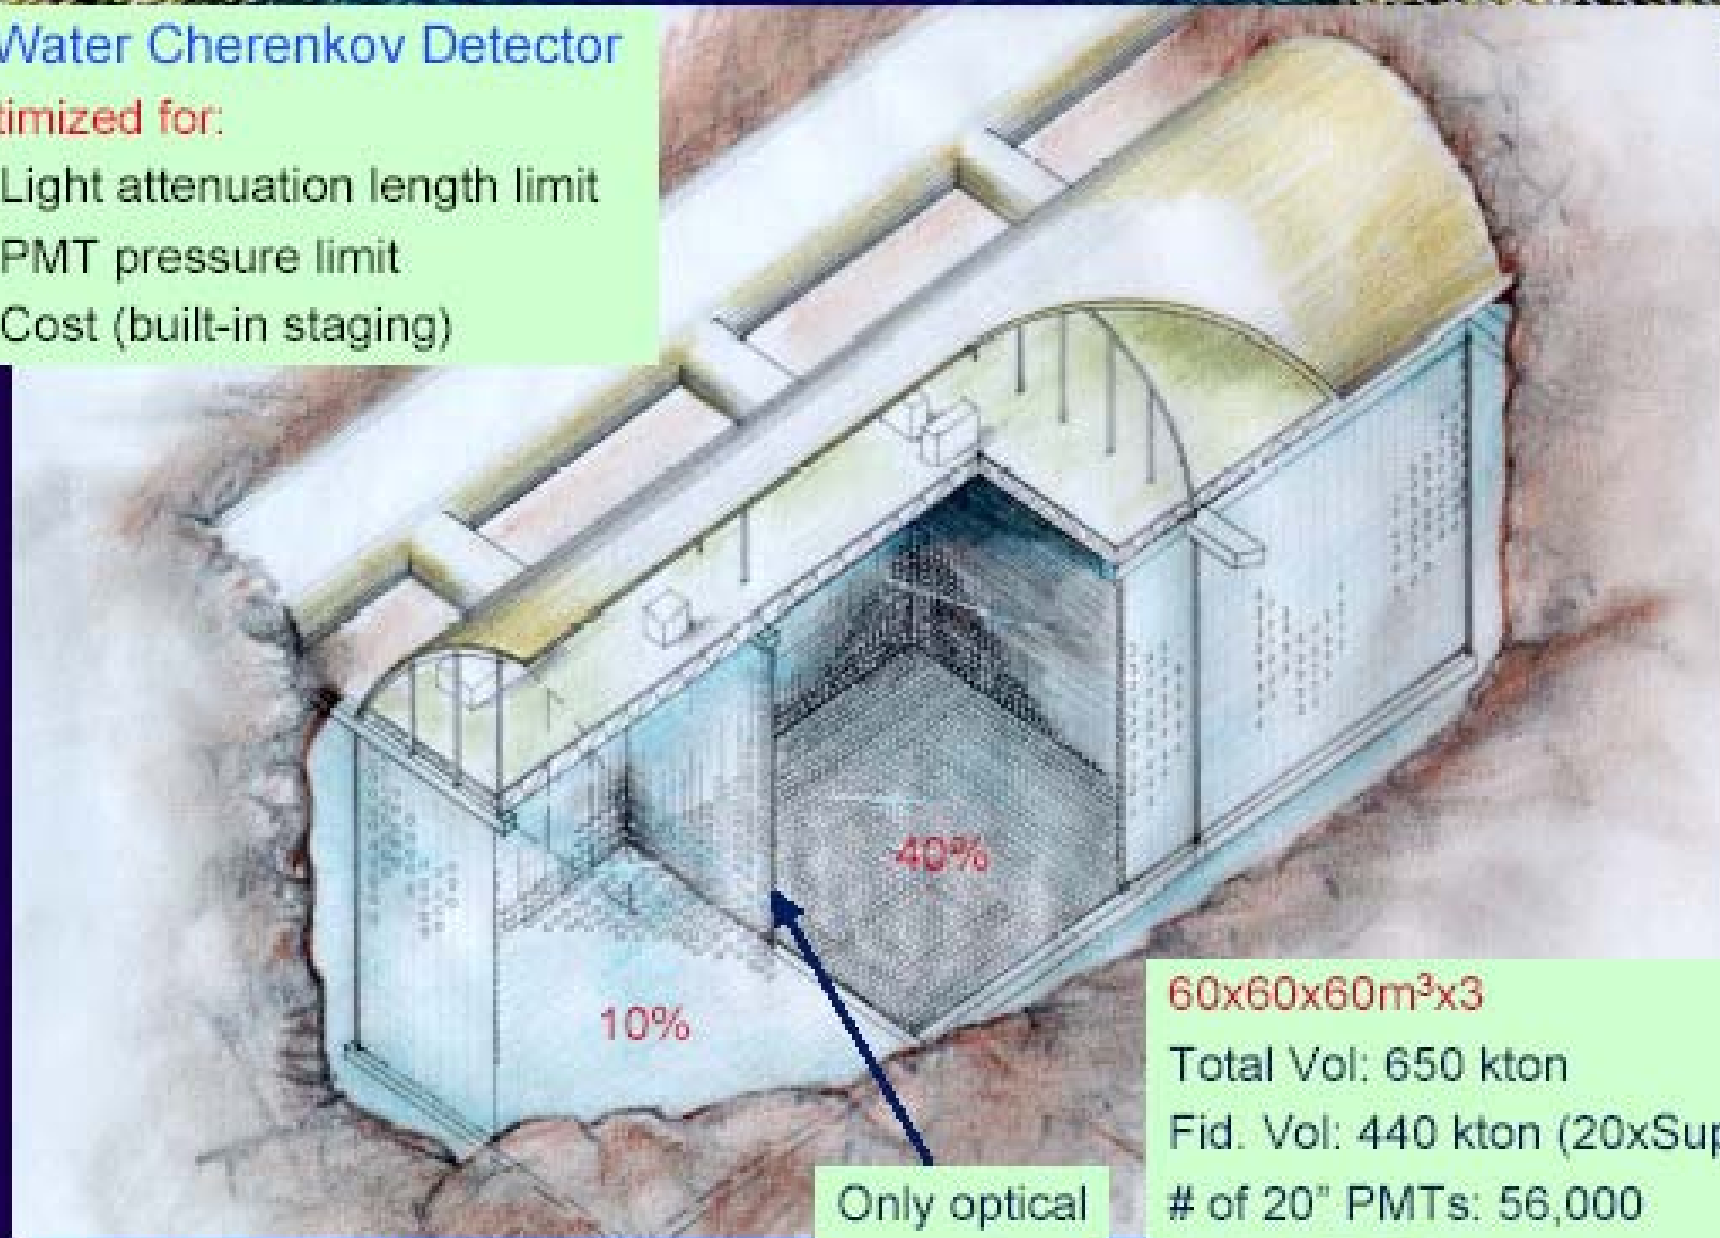 Water Cherenkov Detector
timized for:
Light attenuation length limit
PMT pressure limit
Cost (built-in staging)
40%
10%
Only optical
60x60x60m³x3
Total Vol: 650 kton
Fid. Vol: 440 kton (20xSup
# of 20" PMTs: 56,000